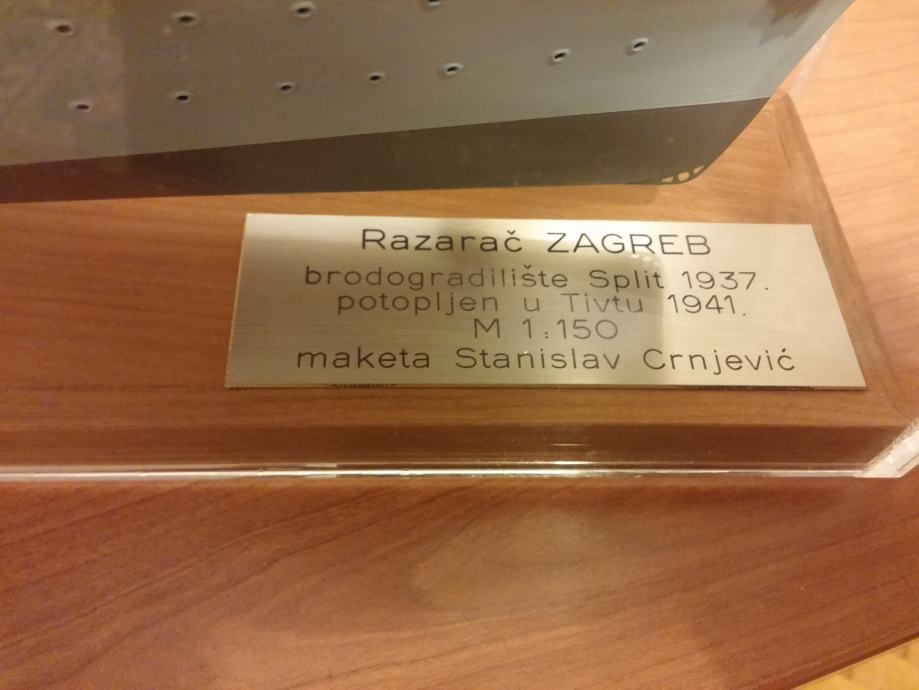 Razarač ZAGREB
brodogradilište Split 1937.
potopljen u Tivtu 1941.
M 1:150
maketa Stanislav Crnjević